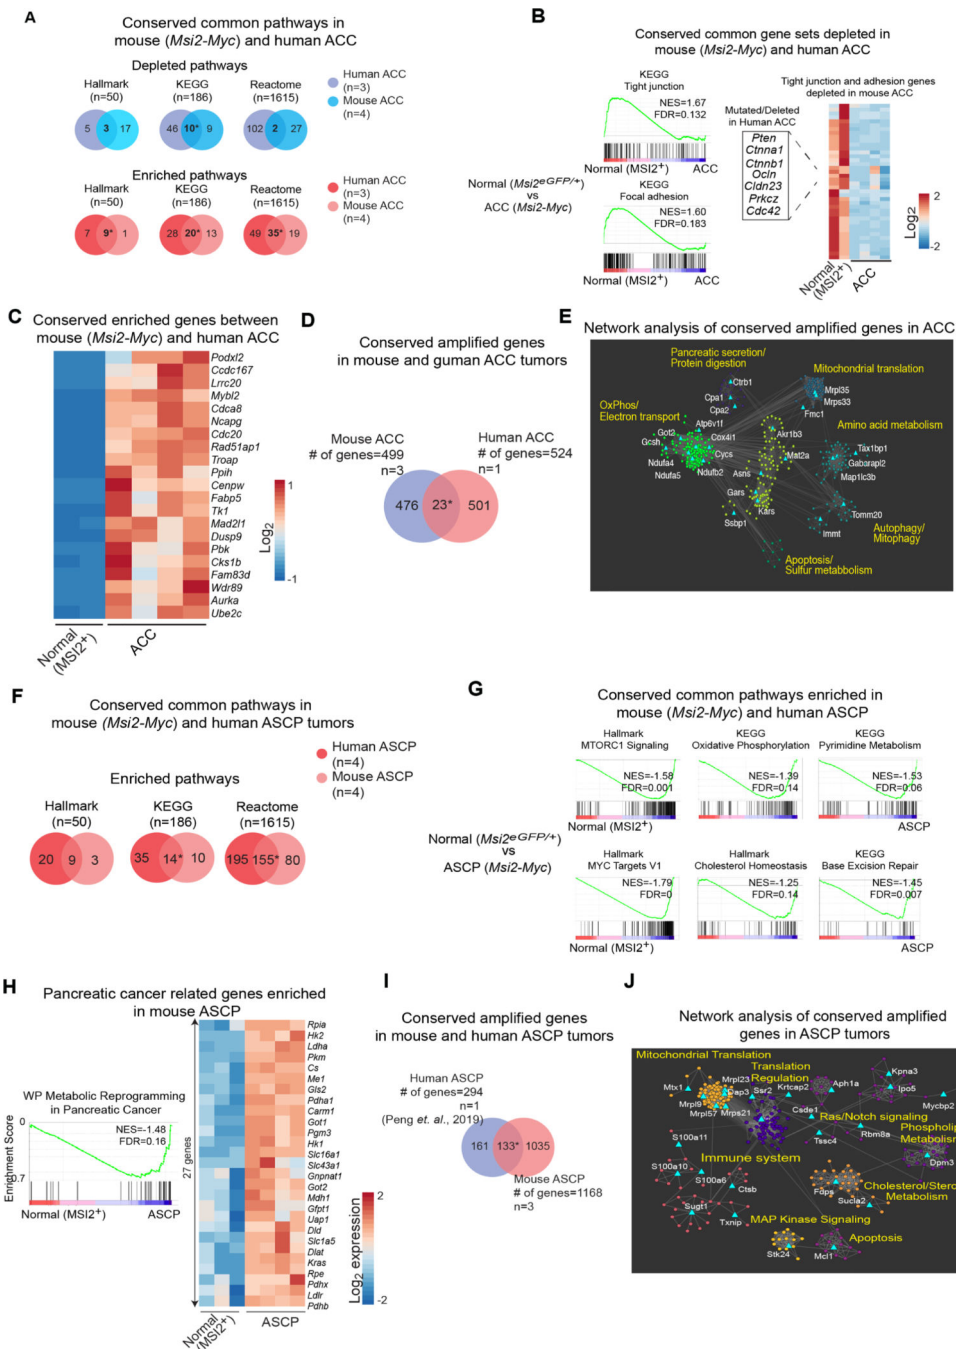 A
Conserved common pathways in
mouse (Msi2-Myc) and human ACC
Depleted pathways
Hallmark
(n=50)
KEGG
(n=186)
Reactome
(n=1615)
Human ACC
(n=3)
Mouse ACC
(n=4)
5 3 17
46 10* 9
102 2 27
Enriched pathways
Hallmark
(n=50)
KEGG
(n=186)
Reactome
(n=1615)
Human ACC
(n=3)
Mouse ACC
(n=4)
7 9* 1
28 20* 13
49 35* 19
B
Conserved common gene sets depleted in
mouse (Msi2-Myc) and human ACC
KEGG
Tight junction
NES=1.67
FDR=0.132
Normal (MSI2+) ACC
KEGG
Focal adhesion
NES=1.60
FDR=0.183
Normal (MSI2+) ACC
Normal (Msi2eGFP/+)
vs
ACC (Msi2-Myc)
Tight junction and adhesion genes
depleted in mouse ACC
Mutated/Deleted
in Human ACC
Pten
Ctnna1
Ctnnb1
Ocln
Cldn23
Prkcz
Cdc42
2
-2
Log2
Normal
(MSI2+)
ACC
C
Conserved enriched genes between
mouse (Msi2-Myc) and human ACC
Podxl2
Ccdc167
Lrrc20
Mybl2
Cdca8
Ncapg
Cdc20
Rad51ap1
Troap
Ppih
Cenpw
Fabp5
Tk1
Mad2l1
Dusp9
Pbk
Cks1b
Fam83d
Wdr89
Aurka
Ube2c
1
-1
Log2
Normal
(MSI2+)
ACC
D
Conserved amplified genes
in mouse and guman ACC tumors
Mouse ACC
# of genes=499
n=3
Human ACC
# of genes=524
n=1
476 23* 501
E
Network analysis of conserved amplified genes in ACC
Pancreatic secretion/
Protein digestion
Ctrb1
Cpa1
Cpa2
Mitochondrial translation
Mrpl35
Mrps33
Fmc1
OxPhos/
Electron transport
Atp6v1f
Got2
Cox4i1
Gcsh
Cycs
Ndufa4
Ndufb2
Ndufa5
Akr1b3
Mat2a
Asns
Gars
Kars
Ssbp1
Amino acid metabolism
Tax1bp1
Gabarapl2
Map1lc3b
Tomm20
Immt
Autophagy/
Mitophagy
Apoptosis/
Sulfur metabolism
F
Conserved common pathways in
mouse (Msi2-Myc) and human ASCP tumors
Human ASCP
(n=4)
Mouse ASCP
(n=4)
Enriched pathways
Hallmark
(n=50)
KEGG
(n=186)
Reactome
(n=1615)
20 9 3
35 14* 10
195 155* 80
G
Conserved common pathways enriched in
mouse (Msi2-Myc) and human ASCP
Hallmark
MTORC1 Signaling
NES=-1.58
FDR=0.001
Normal (MSI2+)
KEGG
Oxidative Phosphorylation
NES=-1.39
FDR=0.14
KEGG
Pyrimidine Metabolism
NES=-1.53
FDR=0.06
ASCP
Normal (Msi2eGFP/+)
vs
ASCP (Msi2-Myc)
Hallmark
MYC Targets V1
NES=-1.79
FDR=0
Normal (MSI2+)
Hallmark
Cholesterol Homeostasis
NES=-1.25
FDR=0.14
KEGG
Base Excision Repair
NES=-1.45
FDR=0.007
ASCP
H
Pancreatic cancer related genes enriched
in mouse ASCP
WP Metabolic Reprogramming
in Pancreatic Cancer
NES=-1.48
FDR=0.16
0
-0.7
Enrichment Score
Normal (MSI2+) ASCP
27 genes
Rpia
Hk2
Ldha
Pkm
Cs
Me1
Gls2
Pdha1
Carm1
Got1
Pgm3
Hk1
Slc16a1
Slc43a1
Gnpnat1
Got2
Mdh1
Gfpt1
Uap1
Dld
Slc1a5
Dlat
Kras
Rpe
Pdhx
Ldlr
Pdhb
2
-2
Log2 expression
Normal
(MSI2+)
ASCP
I
Conserved amplified genes
in mouse and human ASCP tumors
Human ASCP
# of genes=294
n=1
(Peng et. al., 2019)
161 133* 1035
Mouse ASCP
# of genes=1168
n=3
J
Network analysis of conserved amplified
genes in ASCP tumors
Mitochondrial Translation
Translation
Regulation
Mtx1
Mrpl23
Dap3
Ssr2
Krtcap2
Aph1a
Kpna3
Ipo5
Mrpl9
Mrpl57
Mrps21
Csde1
Mycbp2
Ras/Notch signaling
Tssc4
Rbm8a
Phospholip
Metabolism
Dpm3
S100a11
Immune system
S100a10
S100a6
Ctsb
Sugt1
Txnip
Cholesterol/Sterol
Metabolism
Fdps
Sucla2
MAP Kinase Signaling
Stk24
Apoptosis
Mcl1